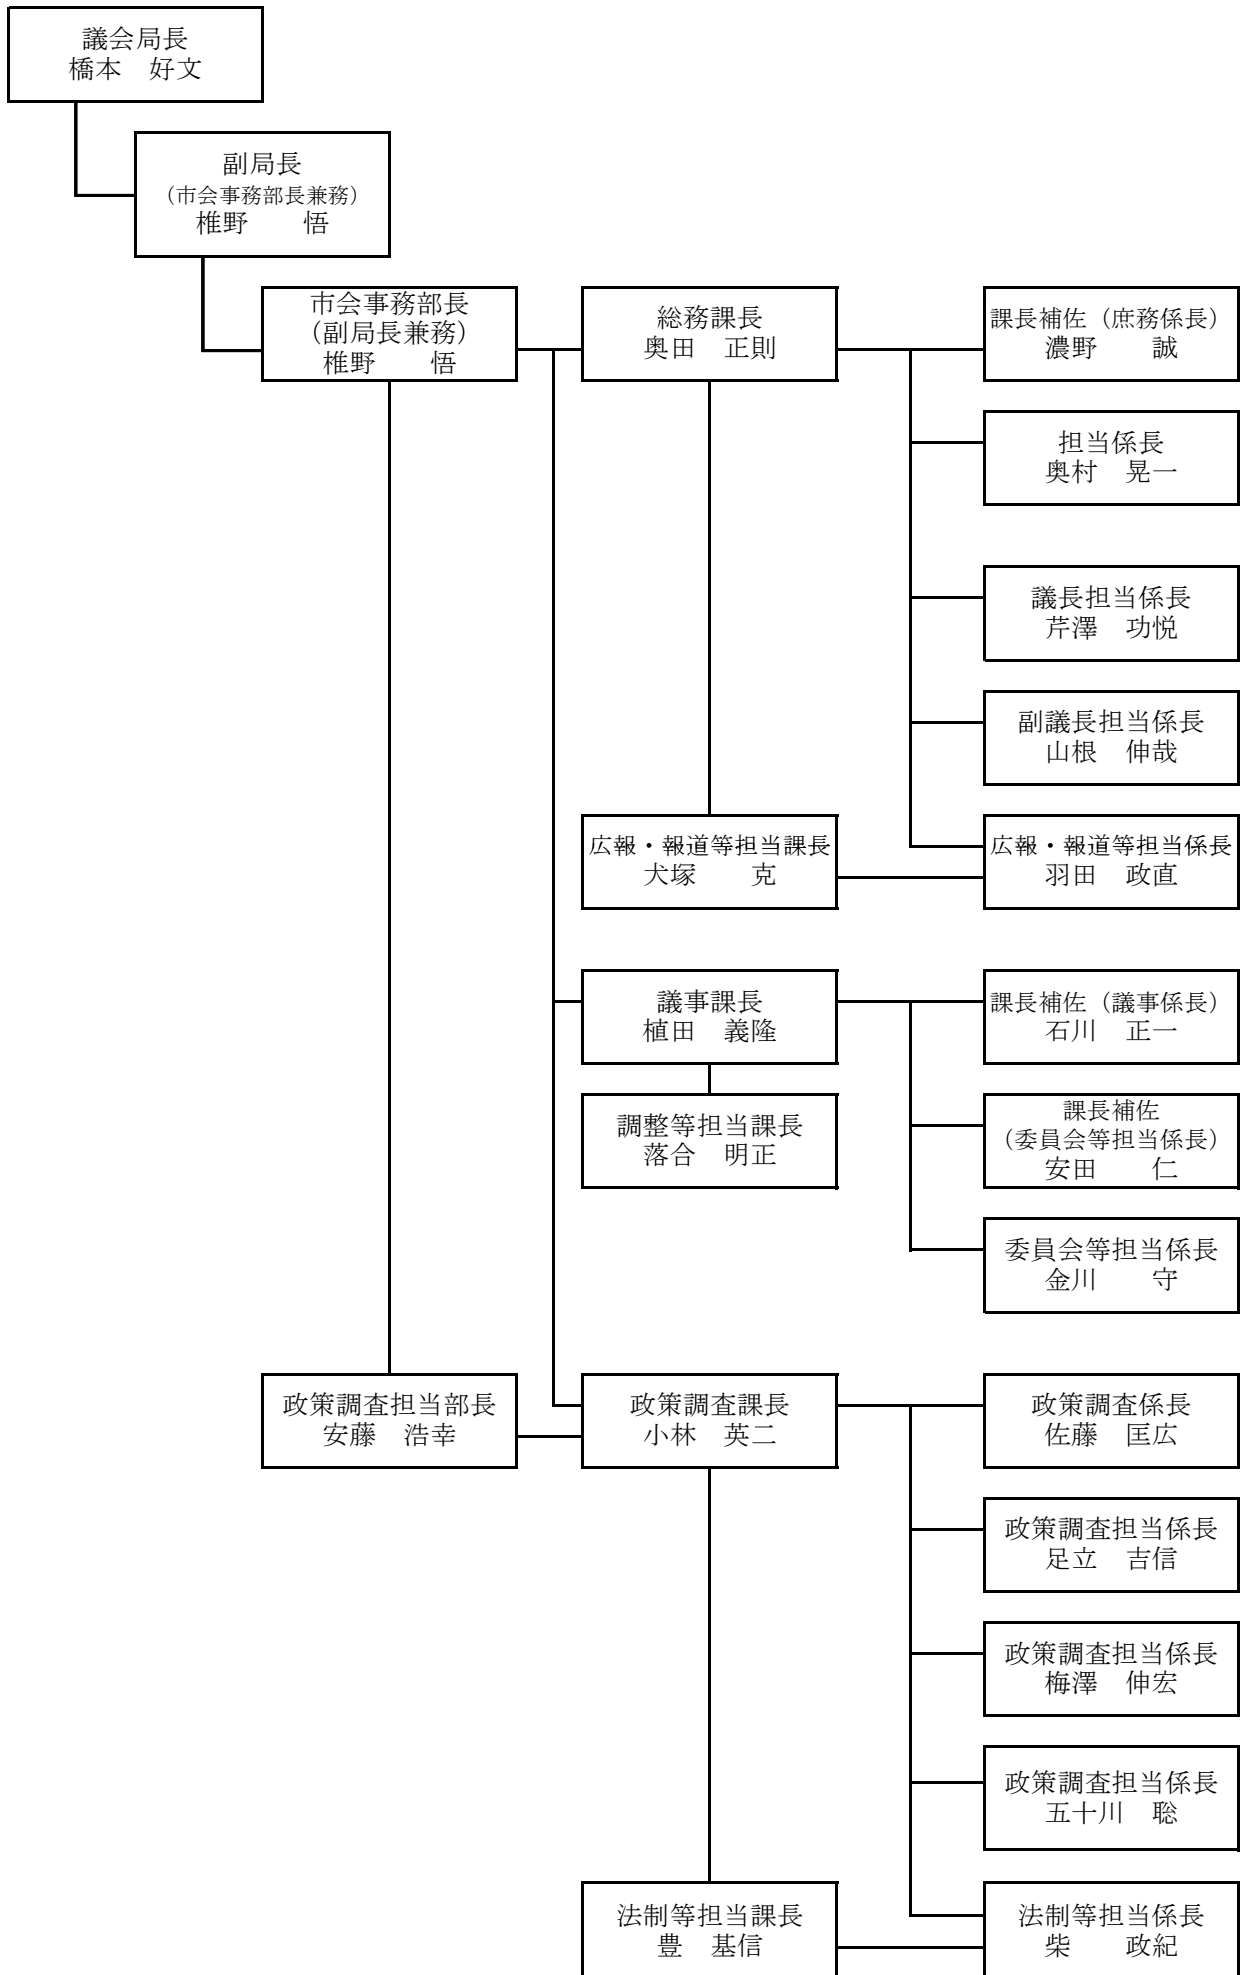 議会局長
橋本　好文
副局長
（市会事務部長兼務）
椎野　　悟
市会事務部長
（副局長兼務）
椎野　　悟
総務課長
奥田　正則
課長補佐（庶務係長）
濃野　　誠
担当係長
奥村　晃一
議長担当係長
芹澤　功悦
副議長担当係長
山根　伸哉
広報・報道等担当課長
犬塚　　克
広報・報道等担当係長
羽田　政直
議事課長
植田　義隆
課長補佐（議事係長）
石川　正一
調整等担当課長
落合　明正
課長補佐
（委員会等担当係長）
安田　　仁
委員会等担当係長
金川　　守
政策調査担当部長
安藤　浩幸
政策調査課長
小林　英二
政策調査係長
佐藤　匡広
政策調査担当係長
足立　吉信
政策調査担当係長
梅澤　伸宏
政策調査担当係長
五十川　聡
法制等担当課長
豊　基信
法制等担当係長
柴　　政紀